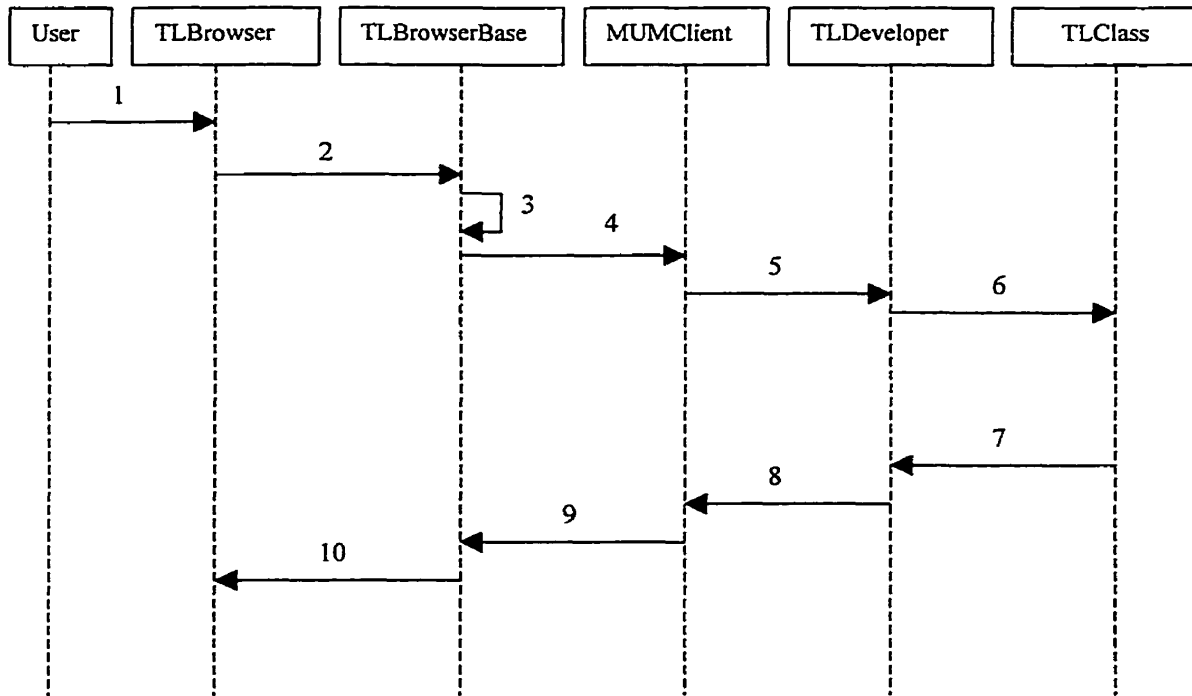 User
TLBrowser
TLBrowserBase
MUMClient
TLDeveloper
TLClass
1
2
3
4
5
6
7
8
9
10